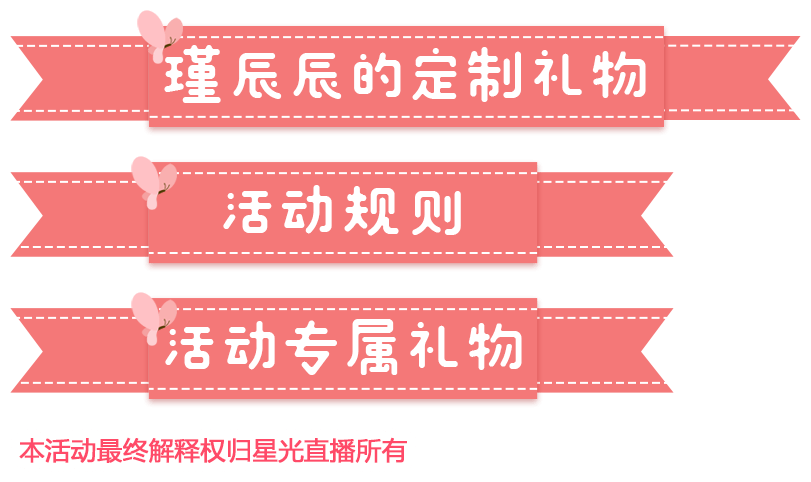 瑾辰辰的定制礼物
活动规则
活动专属礼物
本活动最终解释权归星光直播所有